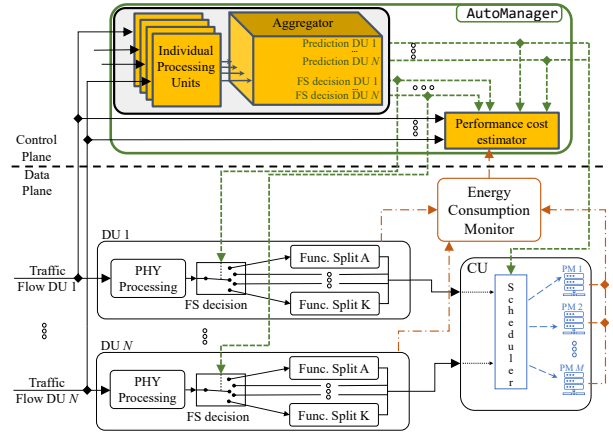 AutoManager
Aggregator
Individual
Processing
Units
Prediction DU 1
...
Prediction DU N
FS decision DU 1
...
FS decision DU N
Performance cost
estimator
Control
Plane
Data
Plane
Energy
Consumption
Monitor
DU 1
Traffic
Flow DU 1
PHY
Processing
FS decision
Func. Split A
Func. Split K
CU
Scheduler
PM 1
PM 2
PM M
DU N
Traffic
Flow DU N
PHY
Processing
FS decision
Func. Split A
Func. Split K